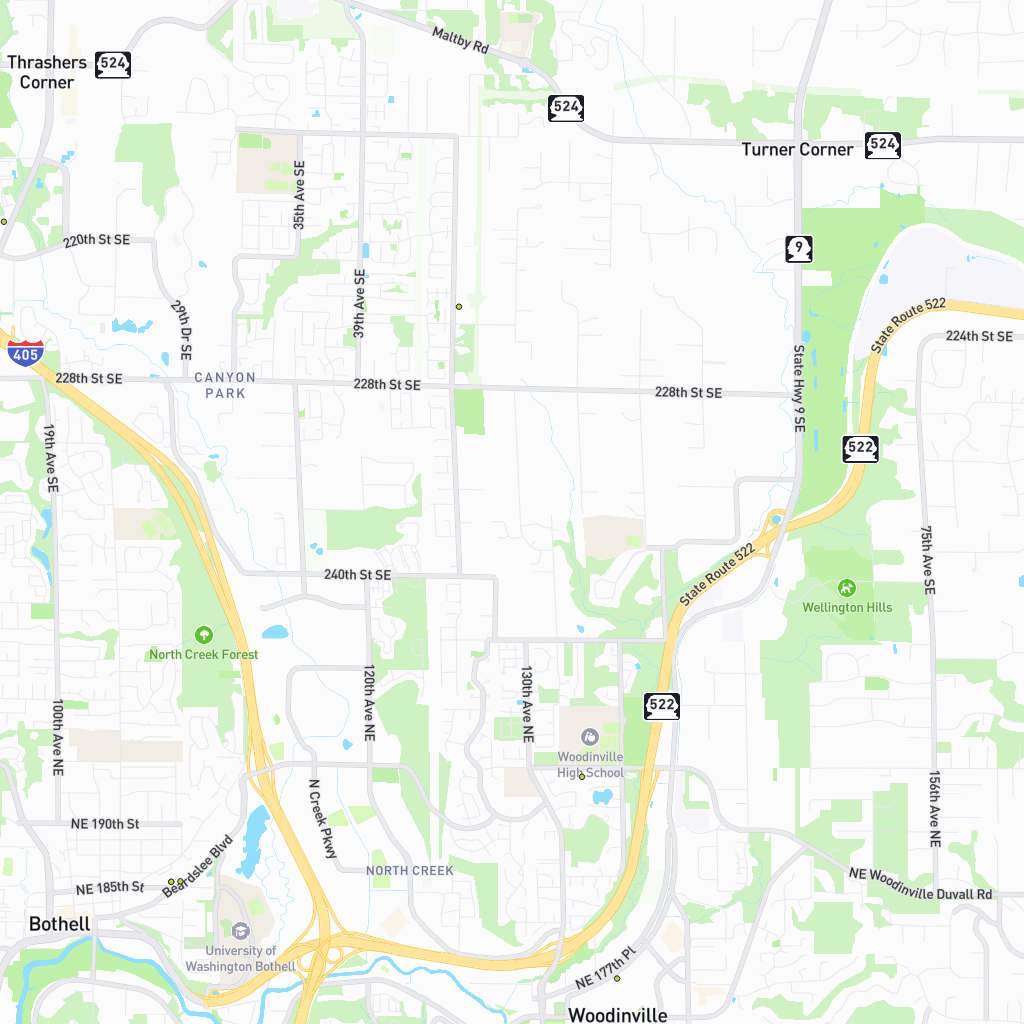 Maltby Rd
Thrashers
Corner
524
524
Turner Corner
524
35th Ave SE
220th St SE
9
39th Ave SE
29th Dr SE
State Route 522
224th St SE
405
228th St SE
CANYON
PARK
228th St SE
228th St SE
State Hwy 9 SE
19th Ave SE
522
75th Ave SE
State Route 522
240th St SE
Wellington Hills
North Creek Forest
120th Ave NE
130th Ave NE
522
100th Ave NE
Woodinville
High School
N Creek Pkwy
156th Ave NE
NE 190th St
Beardslee Blvd
NORTH CREEK
NE 185th St
NE Woodinville Duvall Rd
Bothell
University of
Washington Bothell
NE 177th Pl
Woodinville